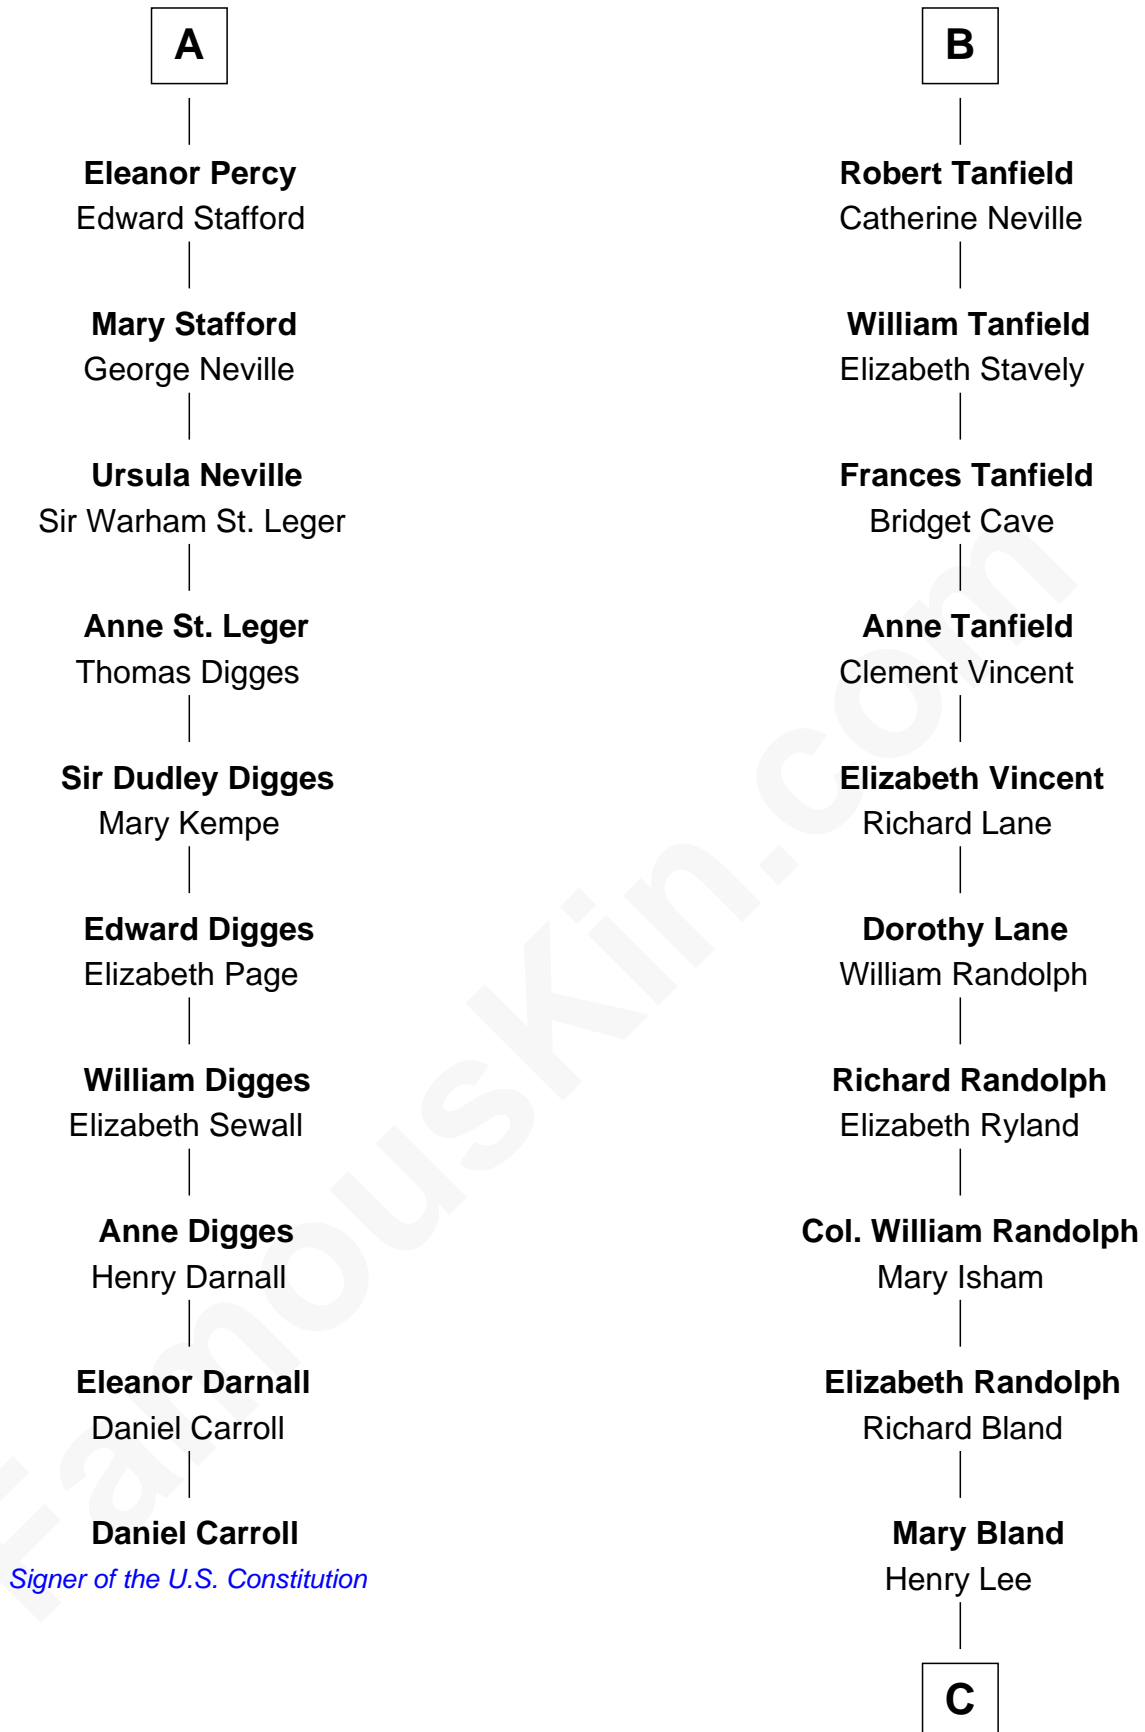 A
Eleanor Percy
Edward Stafford
Mary Stafford
George Neville
Ursula Neville
Sir Warham St. Leger
Anne St. Leger
Thomas Digges
Sir Dudley Digges
Mary Kempe
Edward Digges
Elizabeth Page
William Digges
Elizabeth Sewall
Anne Digges
Henry Darnall
Eleanor Darnall
Daniel Carroll
Daniel Carroll
Signer of the U.S. Constitution
B
Robert Tanfield
Catherine Neville
William Tanfield
Elizabeth Stavely
Frances Tanfield
Bridget Cave
Anne Tanfield
Clement Vincent
Elizabeth Vincent
Richard Lane
Dorothy Lane
William Randolph
Richard Randolph
Elizabeth Ryland
Col. William Randolph
Mary Isham
Elizabeth Randolph
Richard Bland
Mary Bland
Henry Lee
C
FamousKin.com